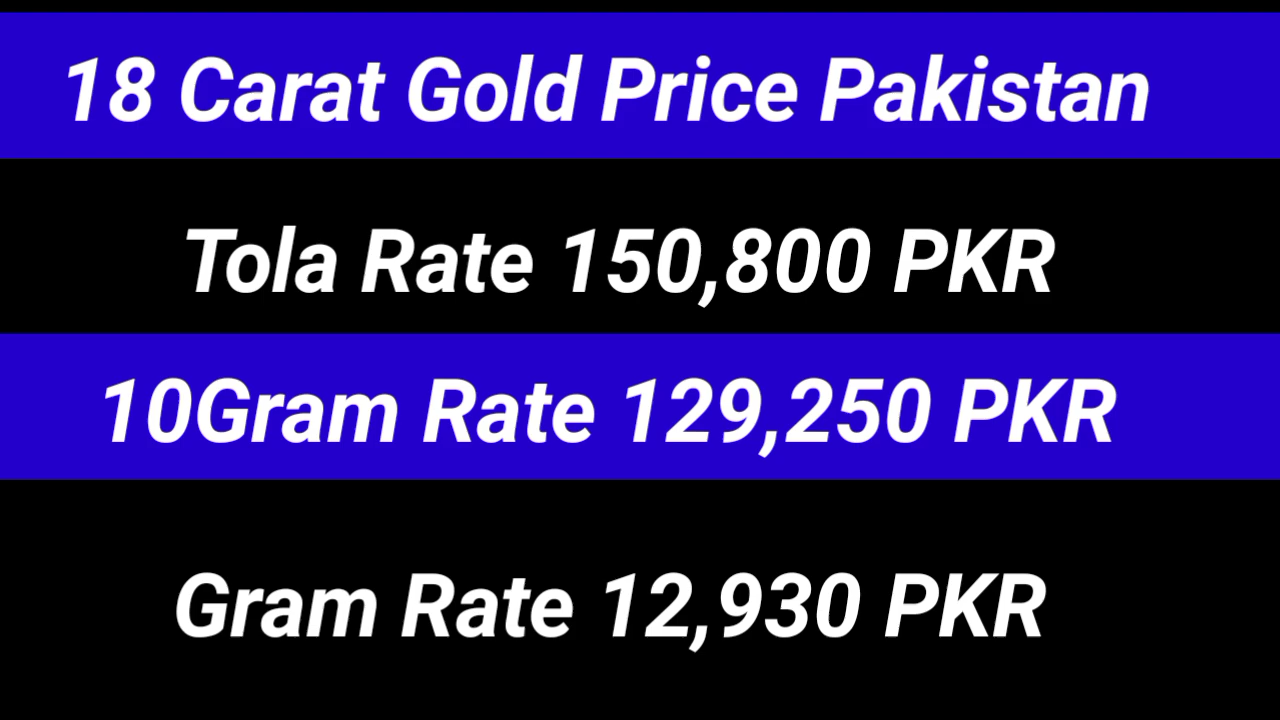 18 Carat Gold Price Pakistan
Tola Rate 150,800 PKR
10Gram Rate 129,250 PKR
Gram Rate 12,930 PKR